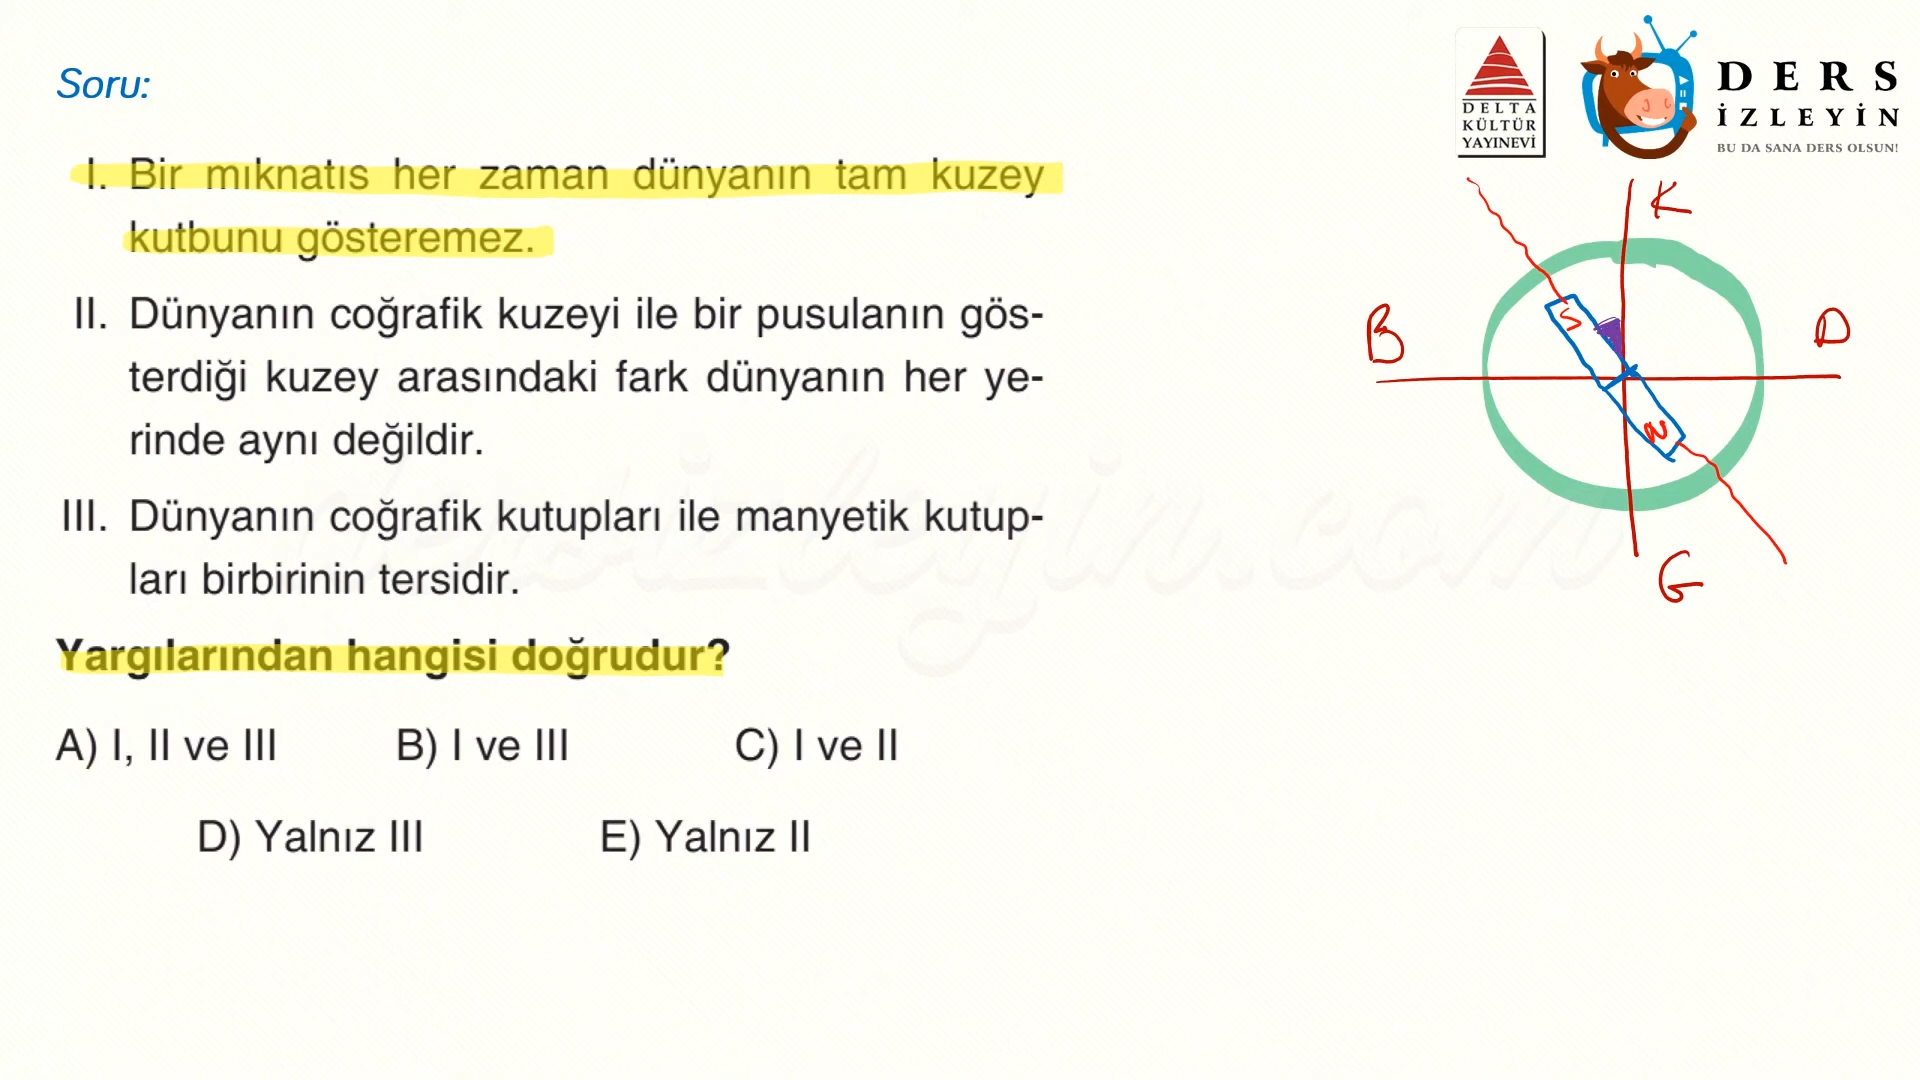 Soru:
DELTA
KÜLTÜR
YAYINEVİ
DERS
İZLEYİN
BU DA SANA DERS OLSUN!
I. Bir mıknatıs her zaman dünyanın tam kuzey
kutbunu gösteremez.
II. Dünyanın coğrafik kuzeyi ile bir pusulanın gös-
terdiği kuzey arasındaki fark dünyanın her ye-
rinde aynı değildir.
III. Dünyanın coğrafik kutupları ile manyetik kutup-
ları birbirinin tersidir.
Yargılarından hangisi doğrudur?
A) I, II ve III B) I ve III C) I ve II
D) Yalnız III E) Yalnız II
K
B
D
S
N
G
dersizleyin.com